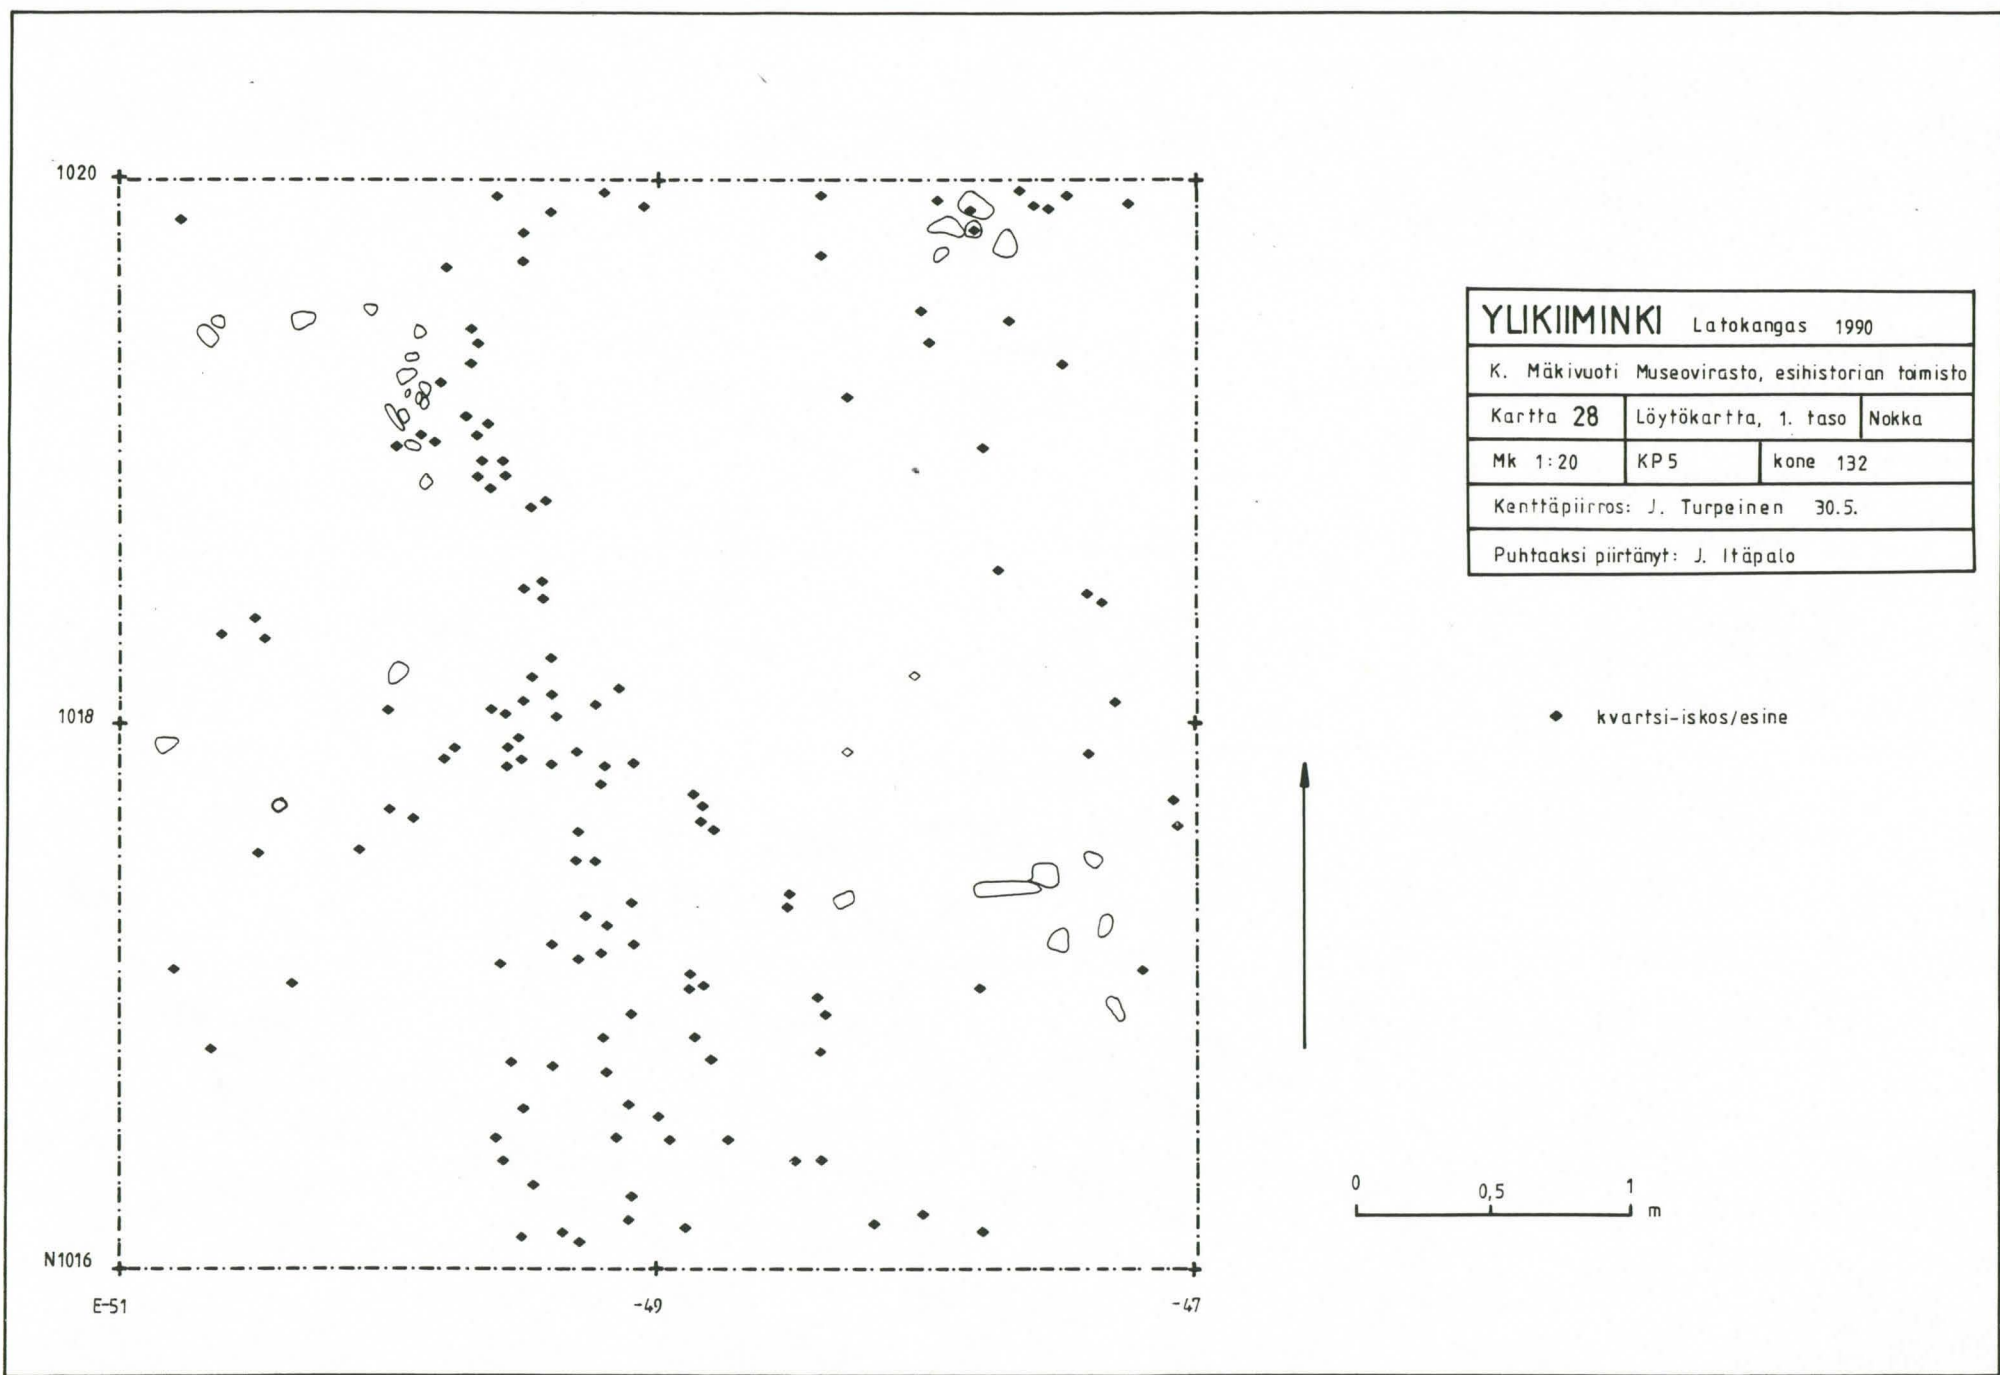 1020
1018
N1016
E-51
-49
-47
YLIKIIMINKI Latokangas 1990
K. Mäkivuoti Museovirasto, esihistorian toimisto
Kartta 28 Löytökartta, 1. taso Nokka
Mk 1:20 KP5 kone 132
Kenttäpiirros: J. Turpeinen 30.5.
Puhtaaksi piirtänyt: J. Itäpalo
kvartsi-iskos/esine
0 0,5 1
m